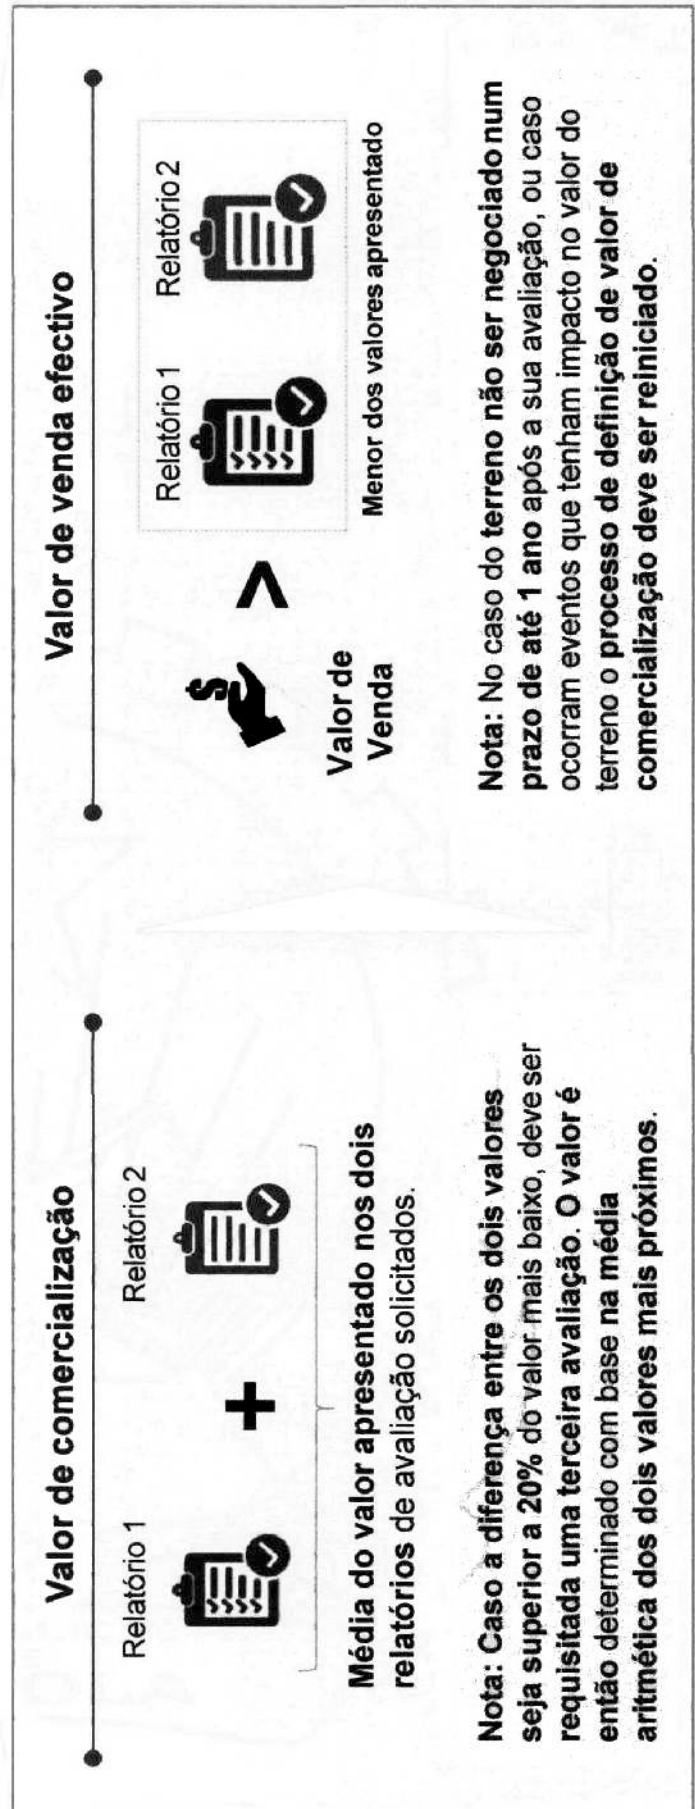 Valor de comercialização
Relatório 1
+
Relatório 2
Média do valor apresentado nos dois
relatórios de avaliação solicitados.
Nota: Caso a diferença entre os dois valores
seja superior a 20% do valor mais baixo, deve ser
requisitada uma terceira avaliação. O valor é
então determinado com base na média
aritmética dos dois valores mais próximos.
Valor de venda efectivo
$
Valor de
Venda
>
Relatório 1
Relatório 2
Menor dos valores apresentado
Nota: No caso do terreno não ser negociado num
prazo de até 1 ano após a sua avaliação, ou caso
ocorram eventos que tenham impacto no valor do
terreno o processo de definição de valor de
comercialização deve ser reiniciado.